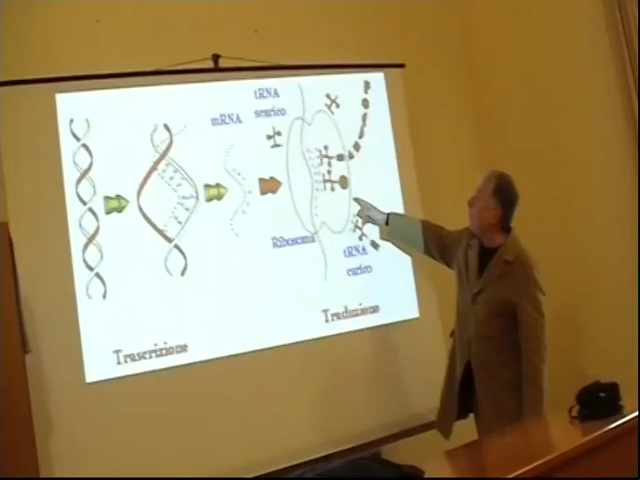 tRNA
scarico
mRNA
Ribosoma
tRNA
carico
Trascrizione
Traduzione